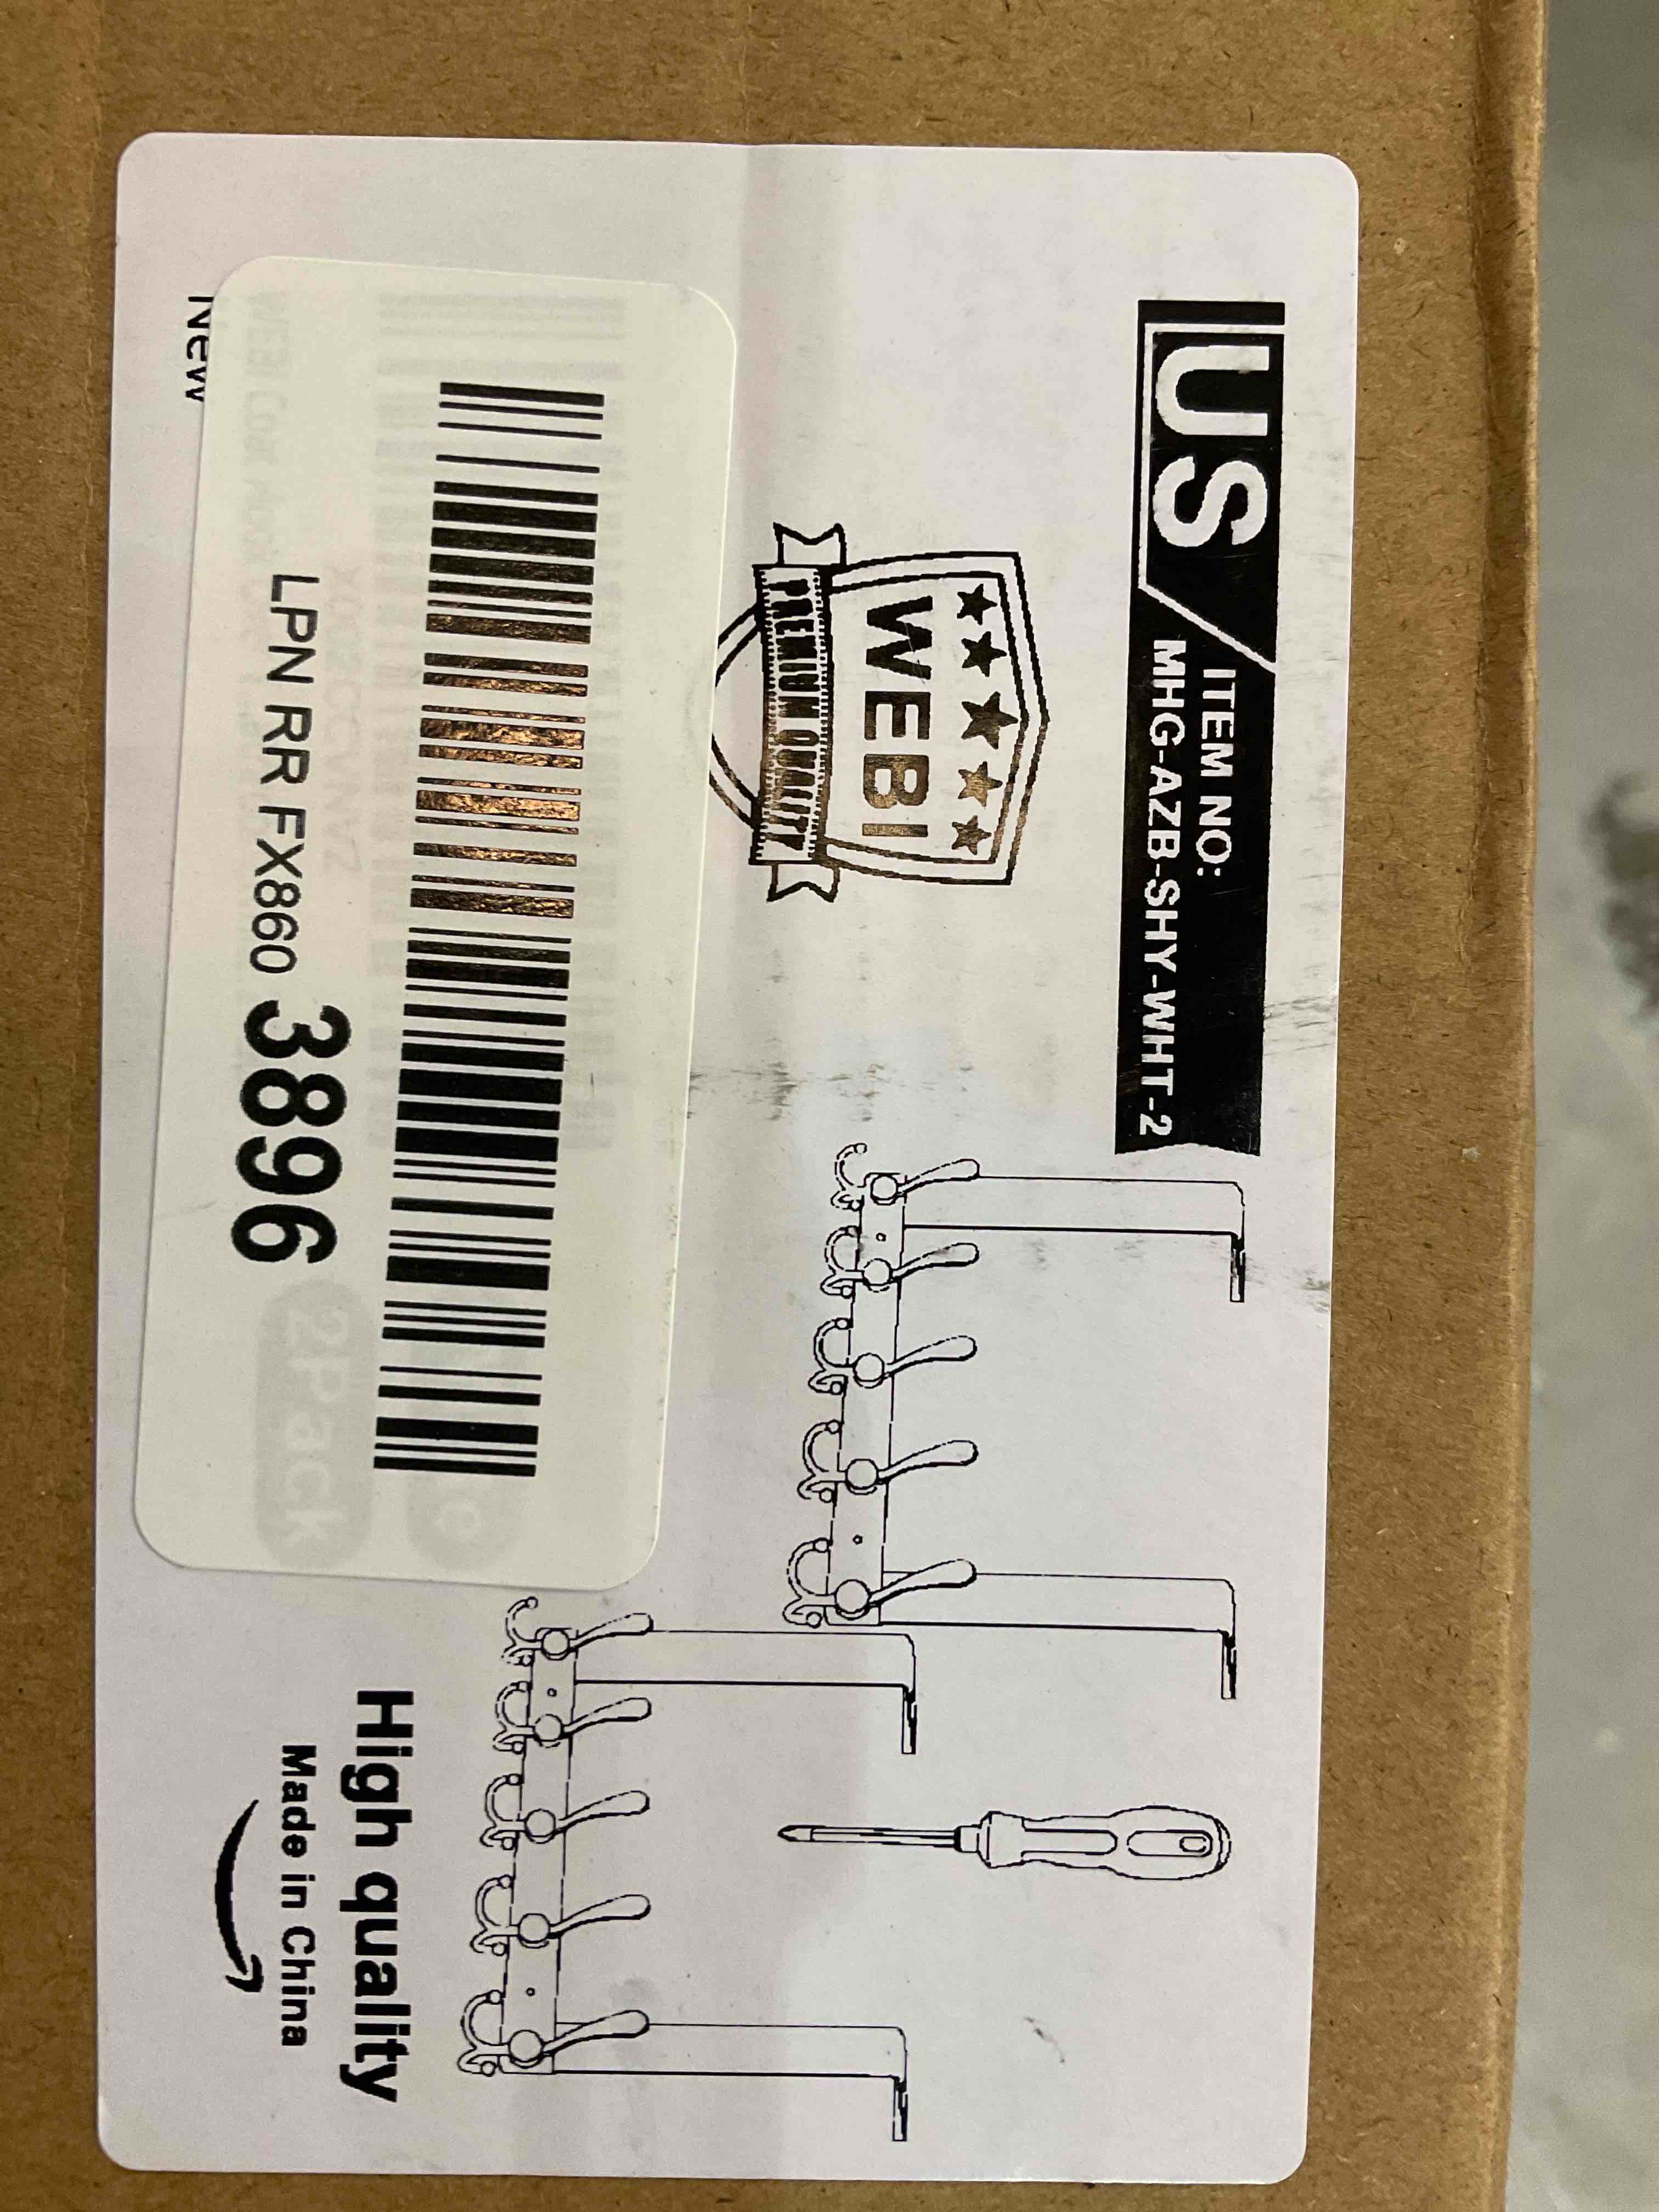 US
ITEM NO:
MHG-AZB-SHY-WHT-2
WEBI
PREMIUM QUALITY
LPN RR FX860 3896
2Pack
New
High quality
Made in China